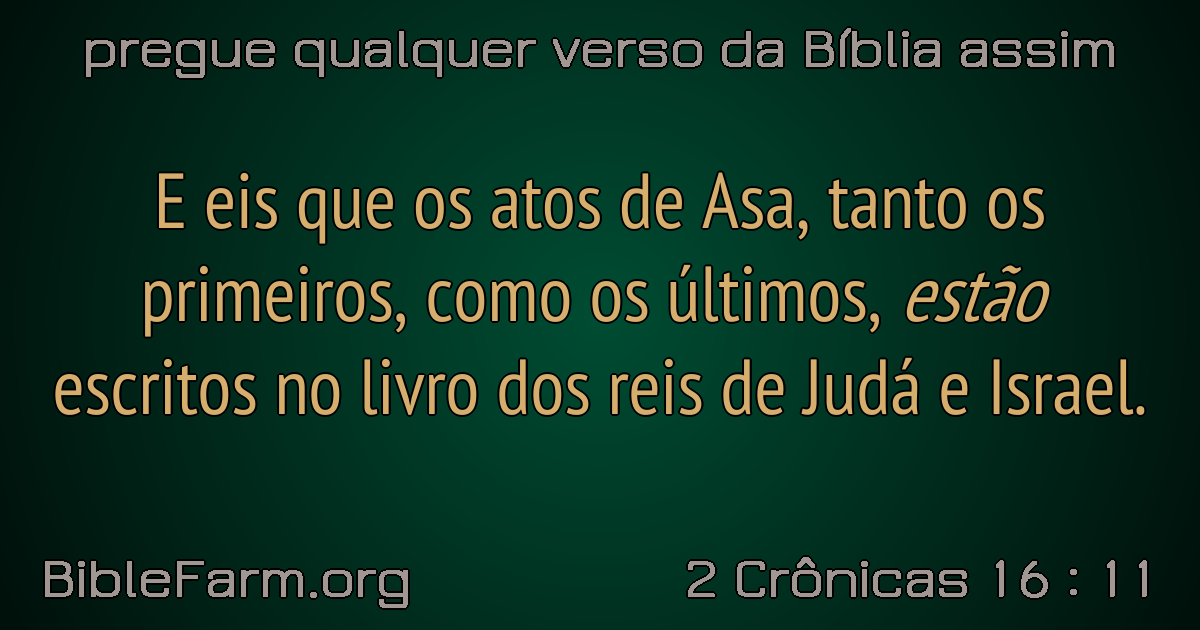 pregue qualquer verso da Bíblia assim
E eis que os atos de Asa, tanto os
primeiros, como os últimos, estão
escritos no livro dos reis de Judá e Israel.
BibleFarm.org
2 Crônicas 16 : 11